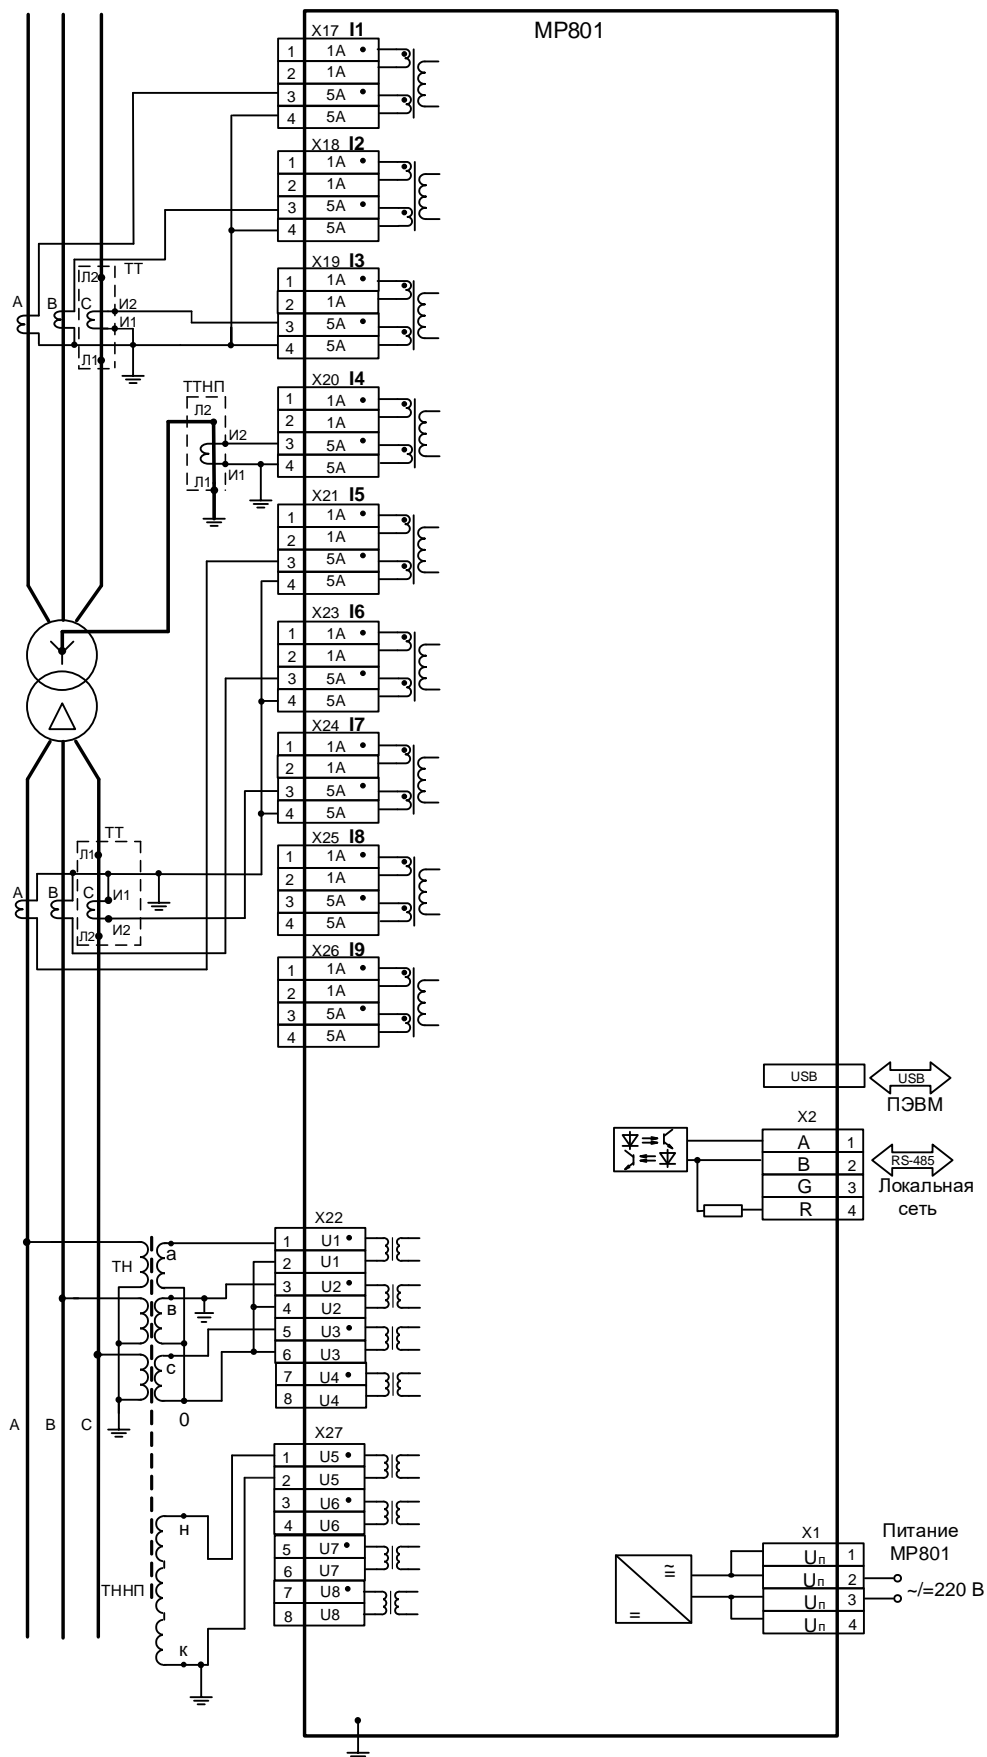 МР801
X17 I1
1 1А
2 1А
3 5А
4 5А
X18 I2
1 1А
2 1А
3 5А
4 5А
X19 I3
1 1А
2 1А
3 5А
4 5А
Л2 ТТ
А В С И2
И1
Л1
X20 I4
1 1А
2 1А
3 5А
4 5А
ТТНП
Л2
И2
Л1 И1
X21 I5
1 1А
2 1А
3 5А
4 5А
X23 I6
1 1А
2 1А
3 5А
4 5А
X24 I7
1 1А
2 1А
3 5А
4 5А
ТТ
Л1
А В С И1
Л2 И2
X25 I8
1 1А
2 1А
3 5А
4 5А
X26 I9
1 1А
2 1А
3 5А
4 5А
USB USB
ПЭВМ
X2
A 1
B 2
G 3
R 4
RS-485
Локальная
сеть
X22
1 U1
2 U1
3 U2
4 U2
5 U3
6 U3
7 U4
8 U4
ТН а
в
с
0
А В С
X27
1 U5
2 U5
3 U6
4 U6
5 U7
6 U7
7 U8
8 U8
н
ТННП
к
X1
Uп 1
Uп 2
Uп 3
Uп 4
Питание
МР801
~/=220 В